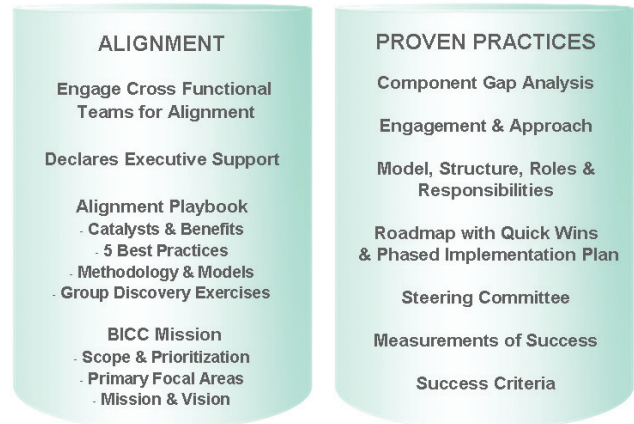 ALIGNMENT
Engage Cross Functional
Teams for Alignment
Declares Executive Support
Alignment Playbook
- Catalysts & Benefits
- 5 Best Practices
- Methodology & Models
- Group Discovery Exercises
BICC Mission
- Scope & Prioritization
- Primary Focal Areas
- Mission & Vision
PROVEN PRACTICES
Component Gap Analysis
Engagement & Approach
Model, Structure, Roles &
Responsibilities
Roadmap with Quick Wins
& Phased Implementation Plan
Steering Committee
Measurements of Success
Success Criteria